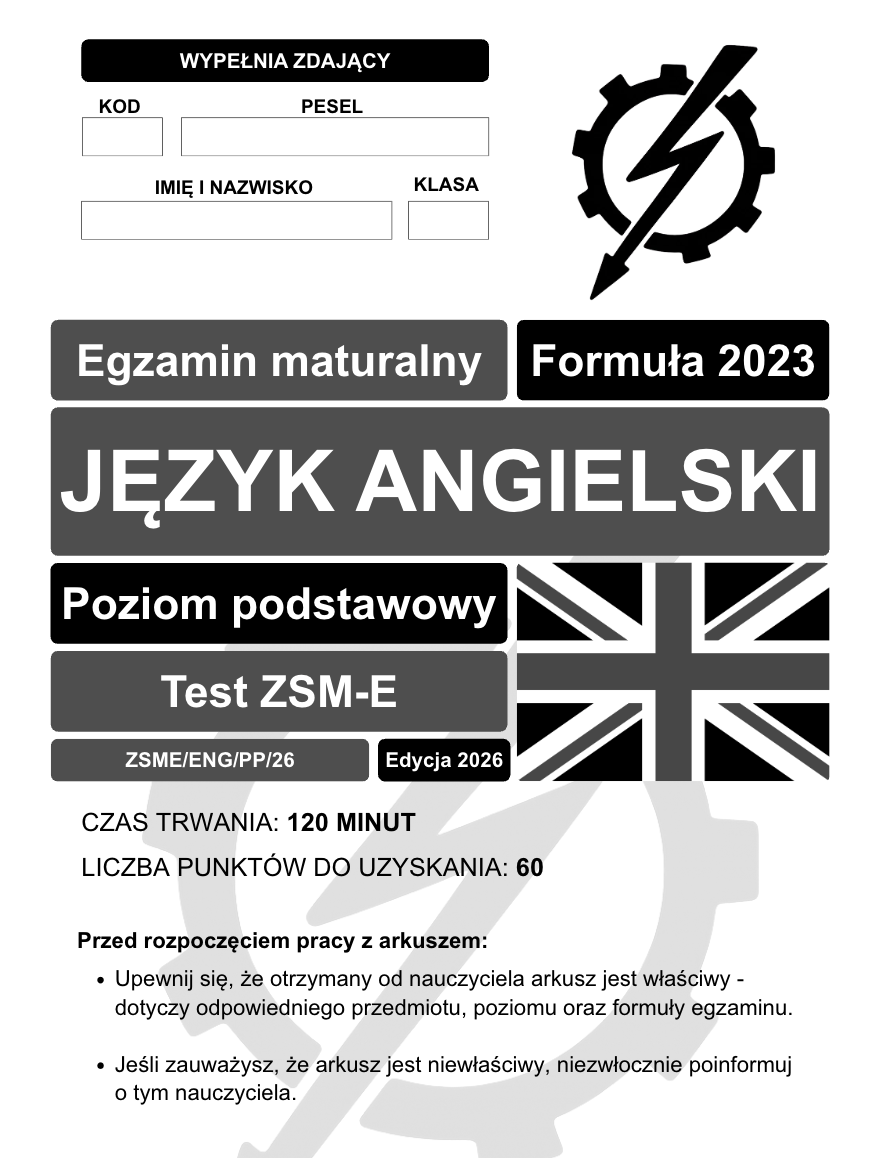 WYPEŁNIA ZDAJĄCY
KOD
PESEL
IMIĘ I NAZWISKO
KLASA
Egzamin maturalny
Formuła 2023
JĘZYK ANGIELSKI
Poziom podstawowy
Test ZSM-E
ZSME/ENG/PP/26
Edycja 2026
CZAS TRWANIA: 120 MINUT
LICZBA PUNKTÓW DO UZYSKANIA: 60
Przed rozpoczęciem pracy z arkuszem:
• Upewnij się, że otrzymany od nauczyciela arkusz jest właściwy -
dotyczy odpowiedniego przedmiotu, poziomu oraz formuły egzaminu.
• Jeśli zauważysz, że arkusz jest niewłaściwy, niezwłocznie poinformuj
o tym nauczyciela.